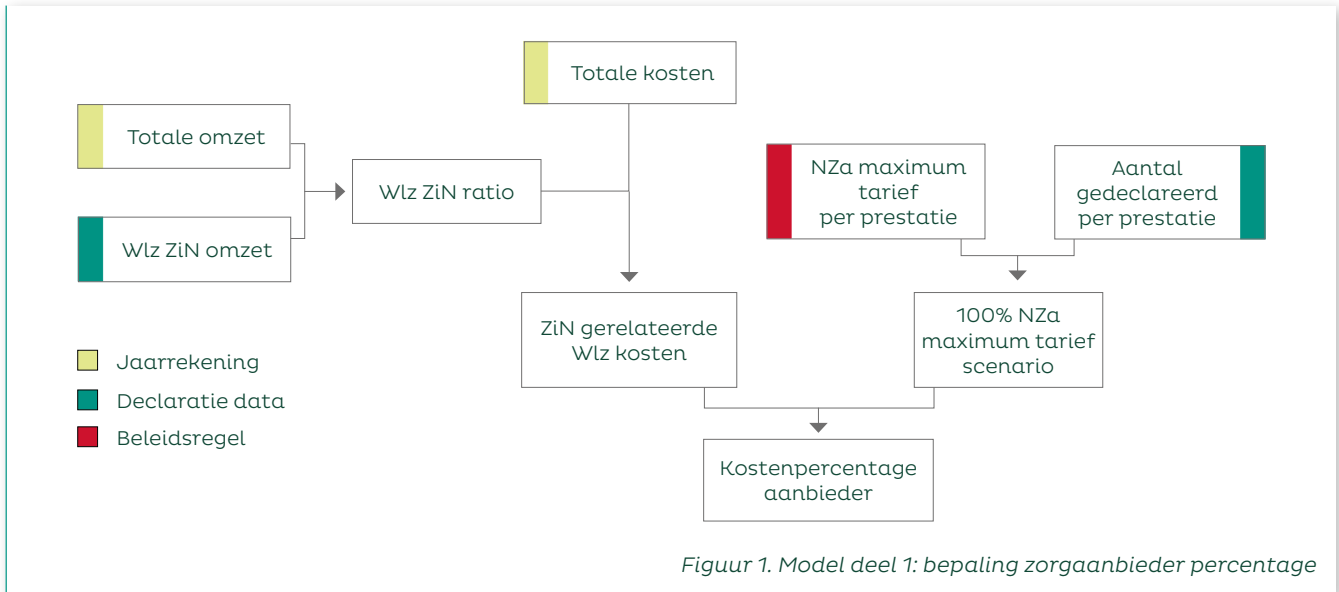 Totale kosten
Totale omzet
Wlz ZiN ratio
Wlz ZiN omzet
NZa maximum
tarief
per prestatie
Aantal
gedeclareerd
per prestatie
ZiN gerelateerde
Wlz kosten
100% NZa
maximum tarief
scenario
Jaarrekening
Declaratie data
Beleidsregel
Kostenpercentage
aanbieder
Figuur 1. Model deel 1: bepaling zorgaanbieder percentage